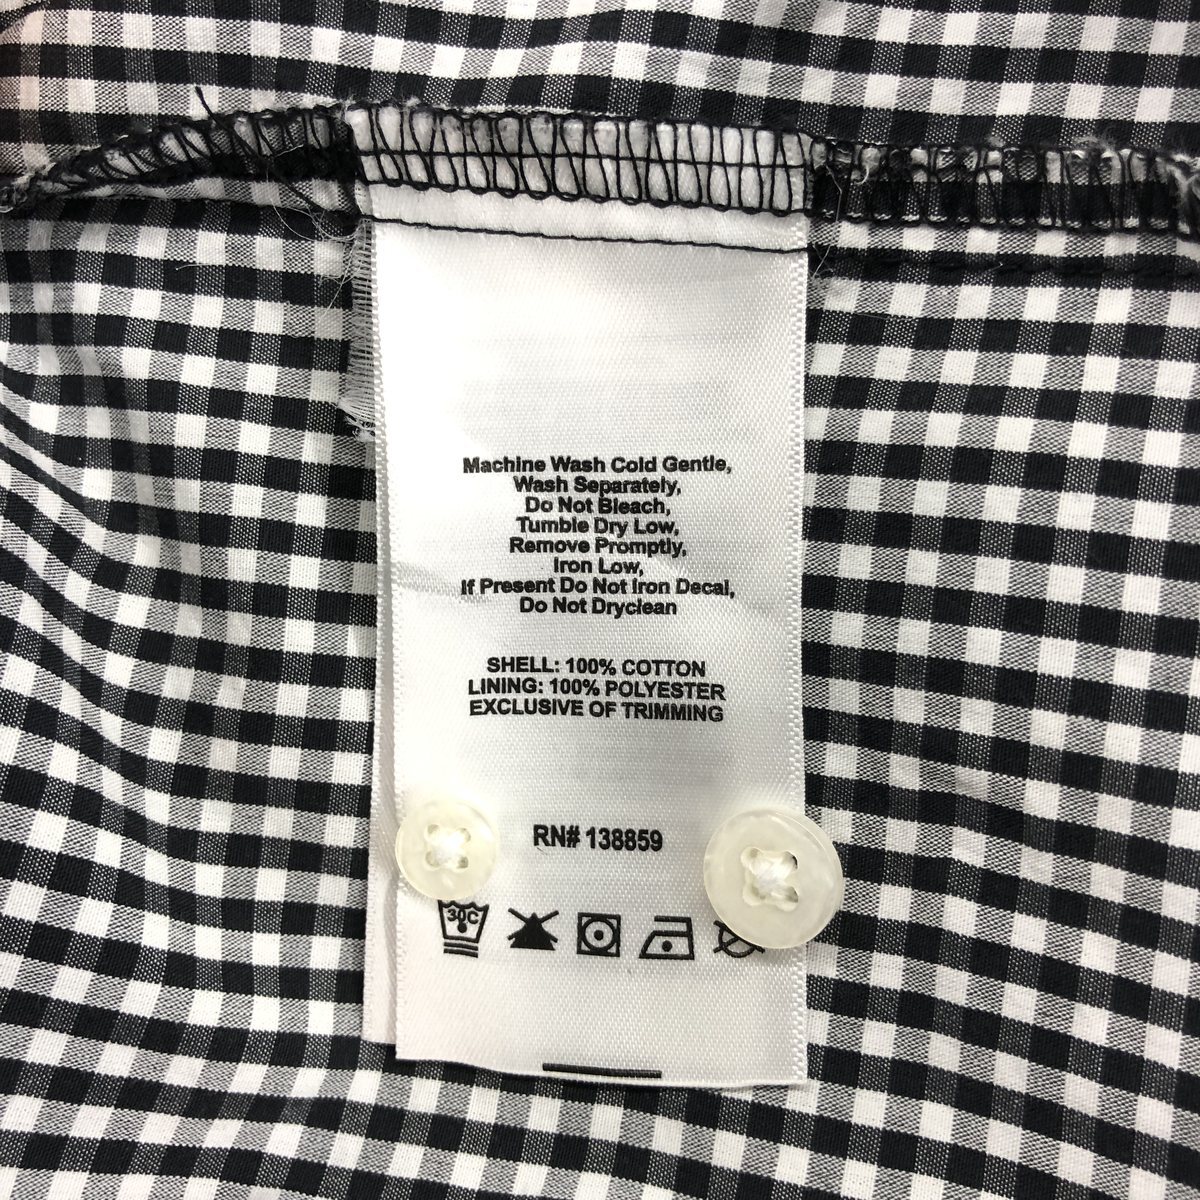 Machine Wash Cold Gentle,
Wash Separately,
Do Not Bleach,
Tumble Dry Low,
Remove Promptly,
Iron Low,
If Present Do Not Iron Decal,
Do Not Dryclean
SHELL: 100% COTTON
LINING: 100% POLYESTER
EXCLUSIVE OF TRIMMING
RN# 138859
30C